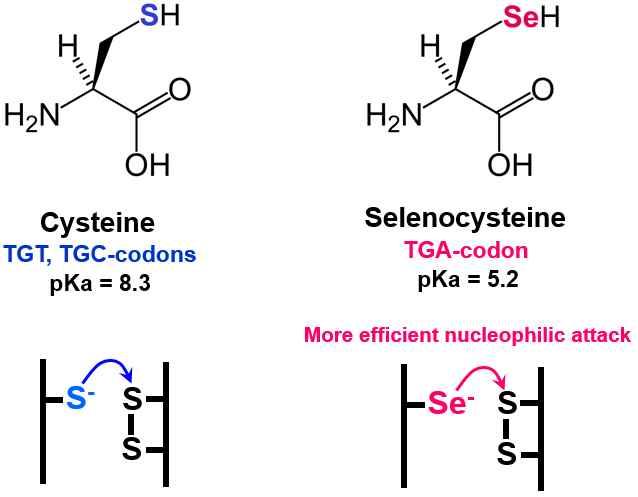 SH
H
H2N
O
OH
Cysteine
TGT, TGC-codons
pKa = 8.3
SeH
H
H2N
O
OH
Selenocysteine
TGA-codon
pKa = 5.2
More efficient nucleophilic attack
S-
S
S
Se-
S
S